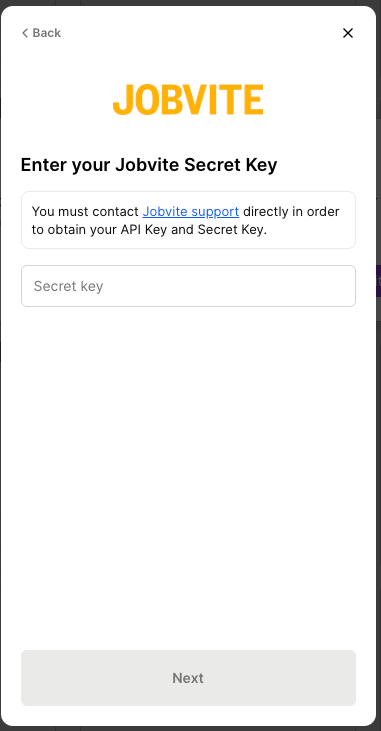 Back
JOBVITE
Enter your Jobvite Secret Key
You must contact Jobvite support directly in order
to obtain your API Key and Secret Key.
Secret key
Next